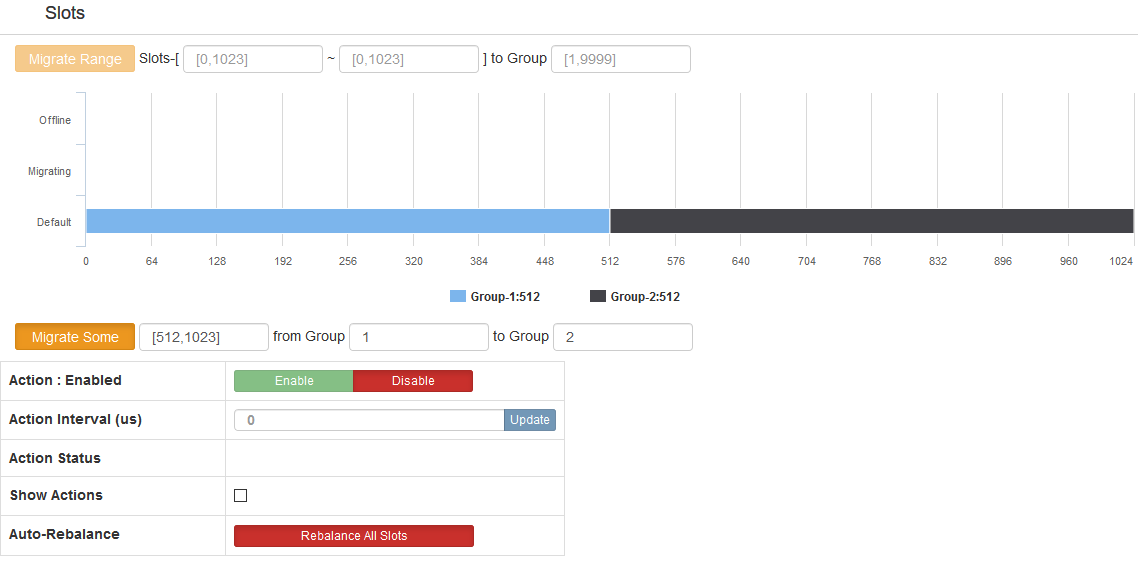 Slots
Migrate Range Slots-[ [0,1023] ~ [0,1023] ] to Group [1,9999]
Offline
Migrating
Default
0 64 128 192 256 320 384 448 512 576 640 704 768 832 896 960 1024
Group-1:512 Group-2:512
Migrate Some [512,1023] from Group 1 to Group 2
Action : Enabled Enable Disable
Action Interval (us) 0 Update
Action Status
Show Actions
Auto-Rebalance Rebalance All Slots